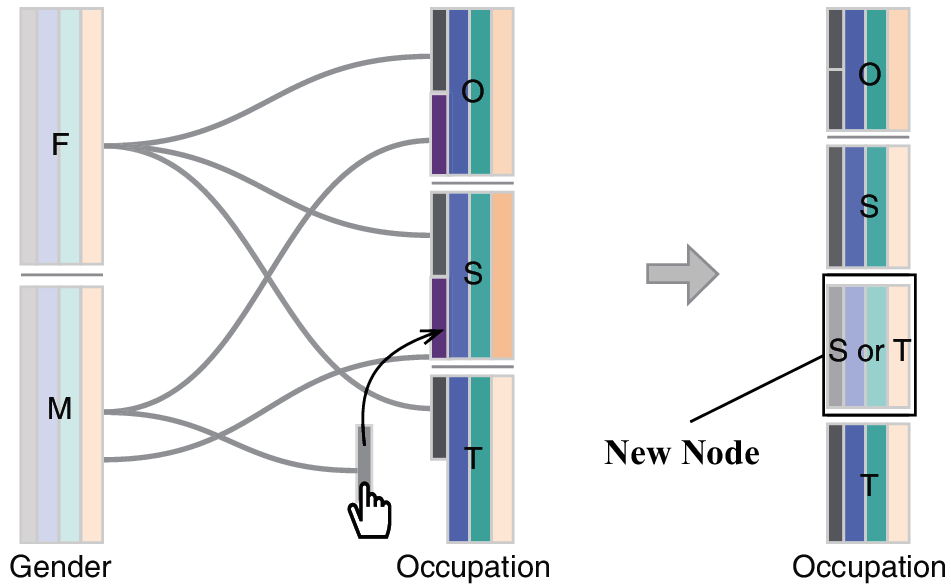 F
M
Gender
O
S
T
Occupation
O
S
S or T
T
New Node
Occupation